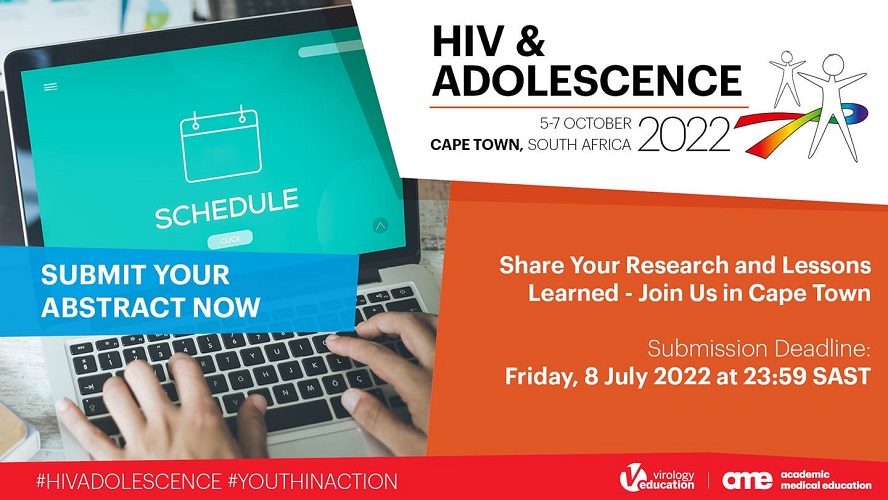 HIV &
ADOLESCENCE
5-7 OCTOBER
CAPE TOWN, SOUTH AFRICA 2022
SCHEDULE
CLICK
SUBMIT YOUR
ABSTRACT NOW
Share Your Research and Lessons
Learned - Join Us in Cape Town
Submission Deadline:
Friday, 8 July 2022 at 23:59 SAST
#HIVADOLESCENCE #YOUTHINACTION
virology
education
ame
academic
medical education